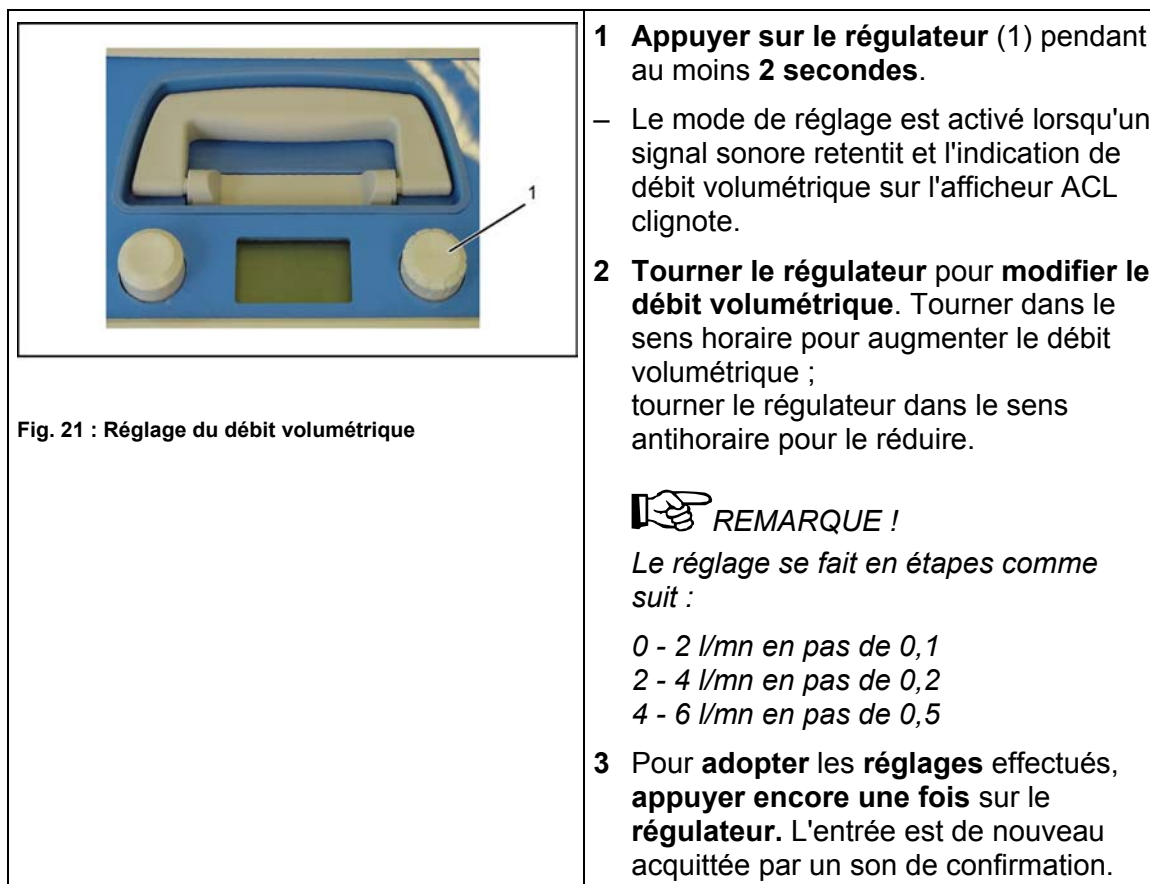 1
Fig. 21 : Réglage du débit volumétrique
1 Appuyer sur le régulateur (1) pendant
au moins 2 secondes.
– Le mode de réglage est activé lorsqu'un
signal sonore retentit et l'indication de
débit volumétrique sur l'afficheur ACL
clignote.
2 Tourner le régulateur pour modifier le
débit volumétrique. Tourner dans le
sens horaire pour augmenter le débit
volumétrique ;
tourner le régulateur dans le sens
antihoraire pour le réduire.
REMARQUE !
Le réglage se fait en étapes comme
suit :
0 - 2 l/mn en pas de 0,1
2 - 4 l/mn en pas de 0,2
4 - 6 l/mn en pas de 0,5
3 Pour adopter les réglages effectués,
appuyer encore une fois sur le
régulateur. L'entrée est de nouveau
acquittée par un son de confirmation.